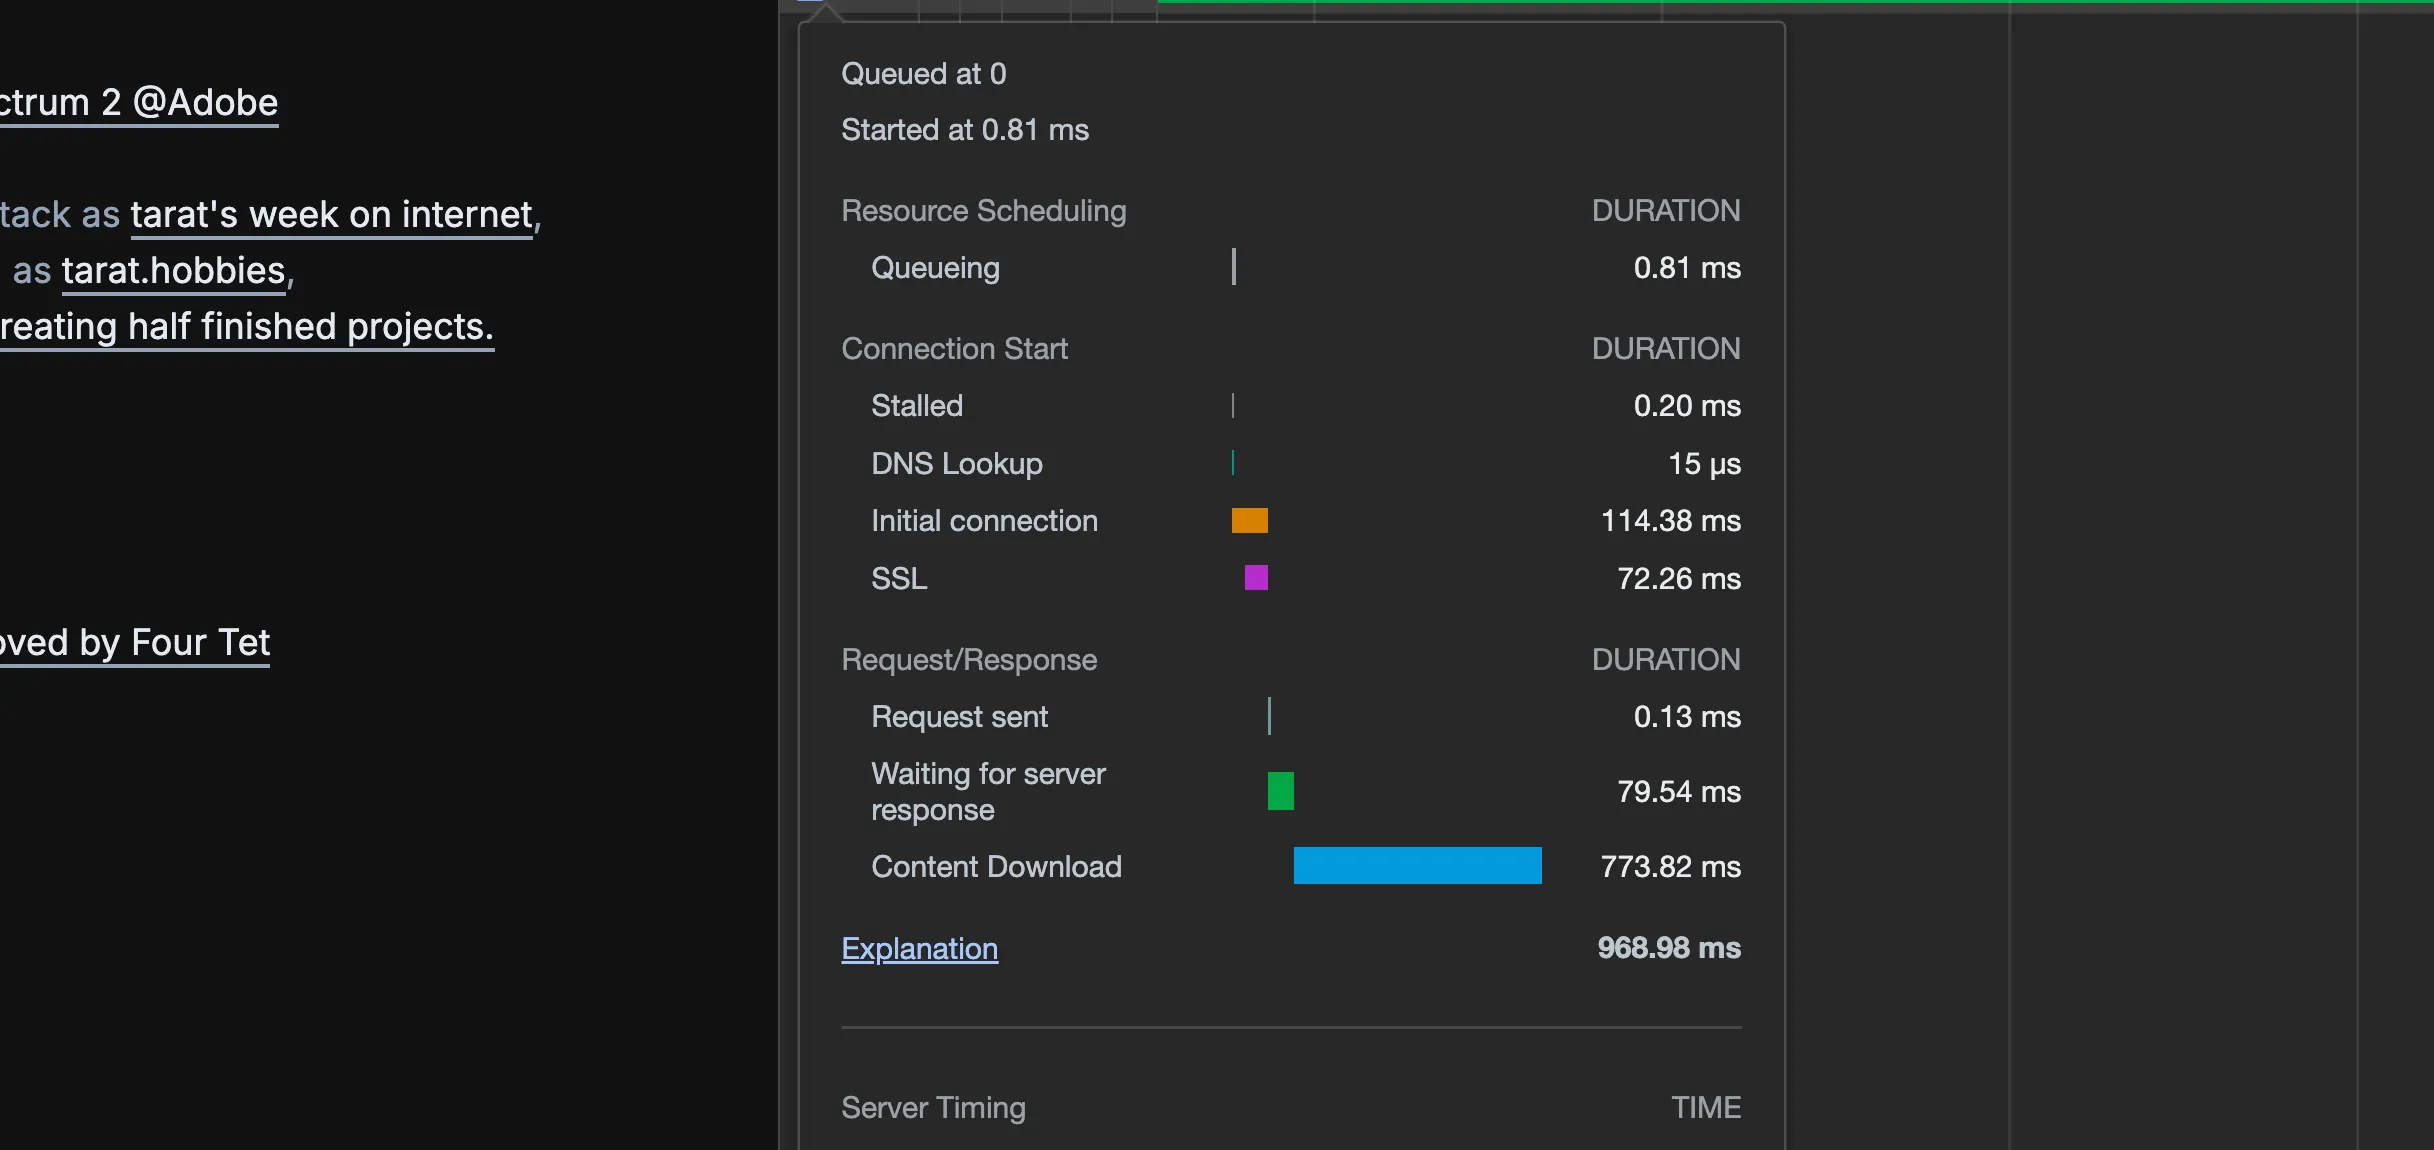 ctrum 2 @Adobe
tack as tarat's week on internet,
as tarat.hobbies,
reating half finished projects.
oved by Four Tet
Queued at 0
Started at 0.81 ms
Resource Scheduling DURATION
Queueing 0.81 ms
Connection Start DURATION
Stalled 0.20 ms
DNS Lookup 15 μs
Initial connection 114.38 ms
SSL 72.26 ms
Request/Response DURATION
Request sent 0.13 ms
Waiting for server
response 79.54 ms
Content Download 773.82 ms
Explanation 968.98 ms
Server Timing TIME